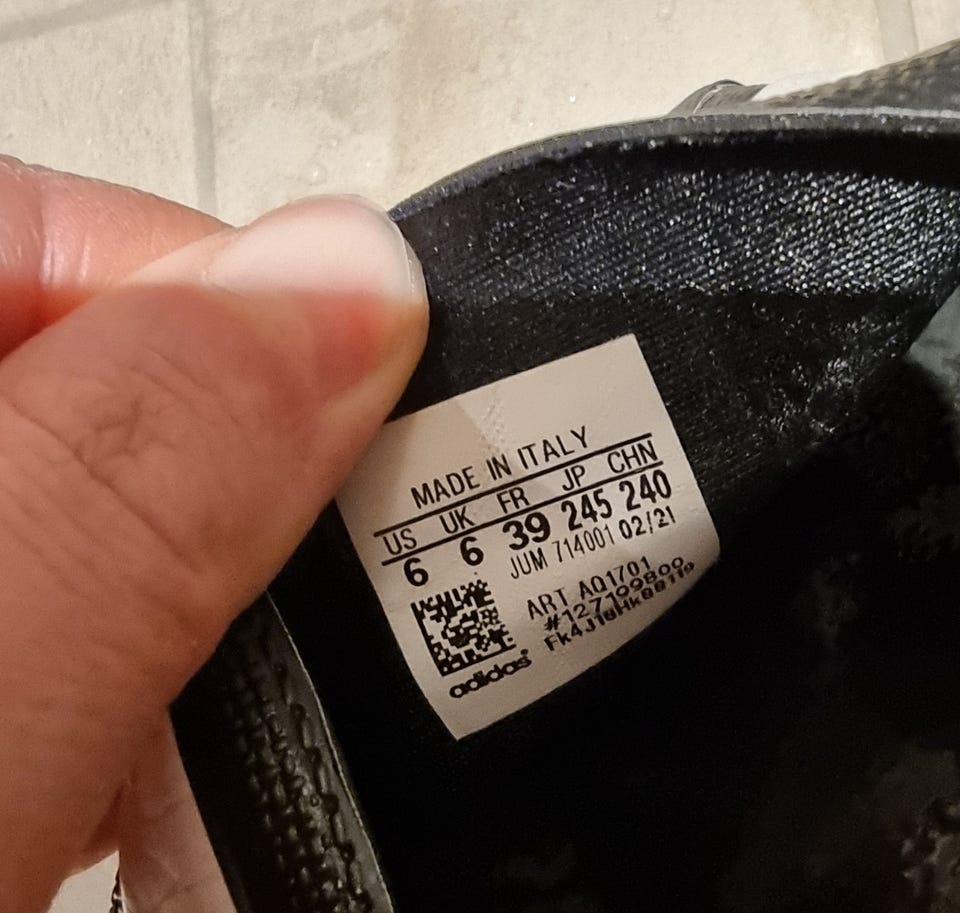 MADE IN ITALY
US UK FR JP CHN
6 6 39 245 240
JUM 714001 02/21
ART AQ1701
#127109800
adidas